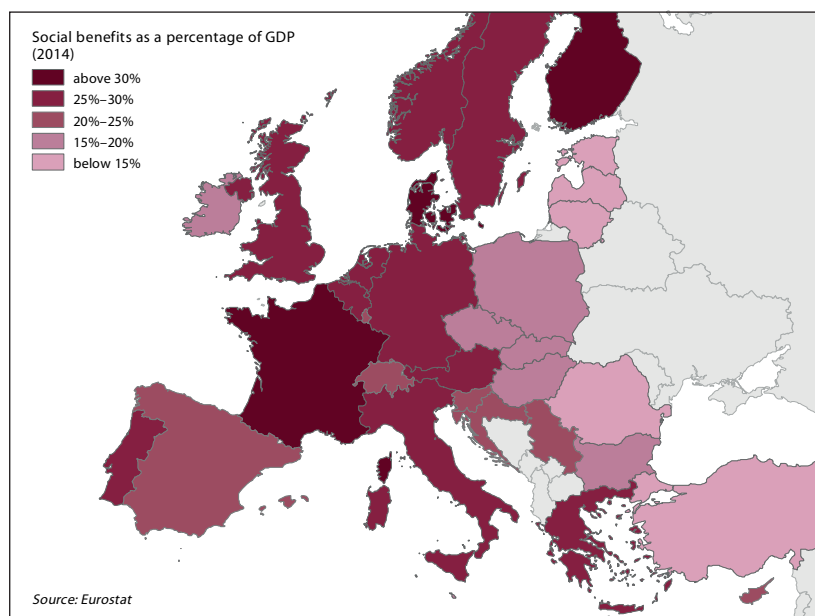 Social benefits as a percentage of GDP
(2014)
above 30%
25%–30%
20%–25%
15%–20%
below 15%
Source: Eurostat